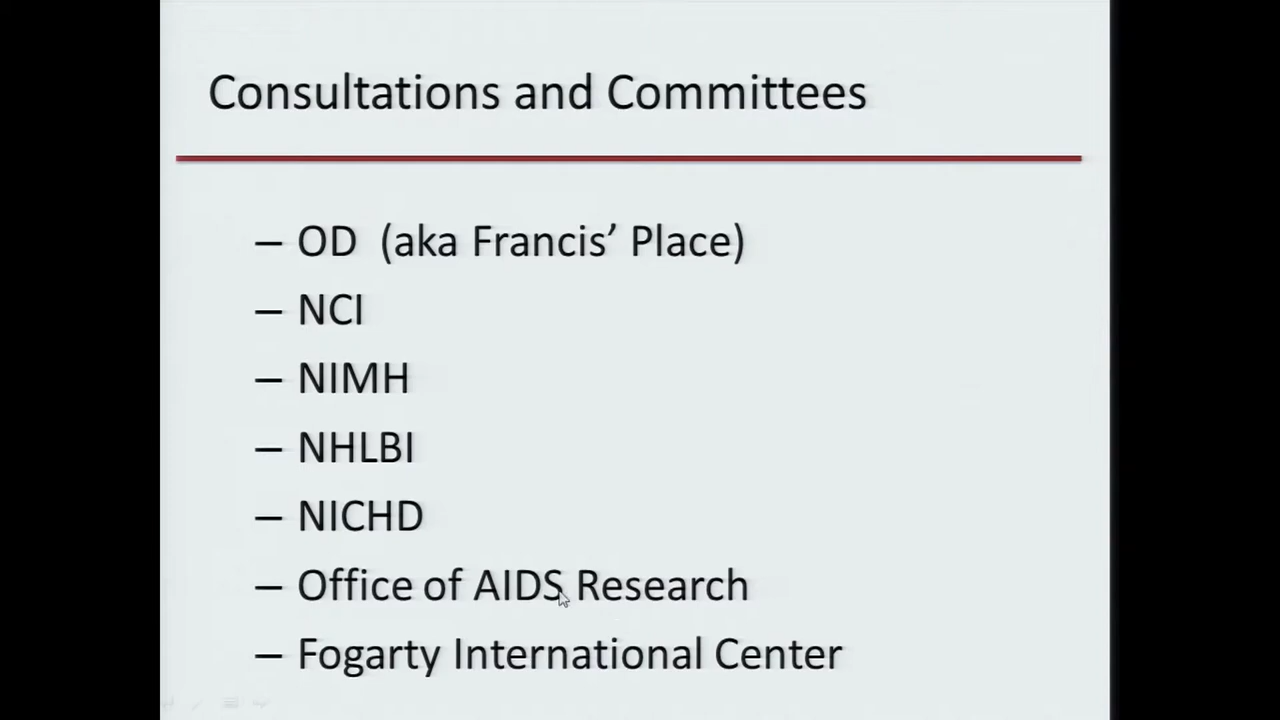 Consultations and Committees
– OD (aka Francis’ Place)
– NCI
– NIMH
– NHLBI
– NICHD
– Office of AIDS Research
– Fogarty International Center